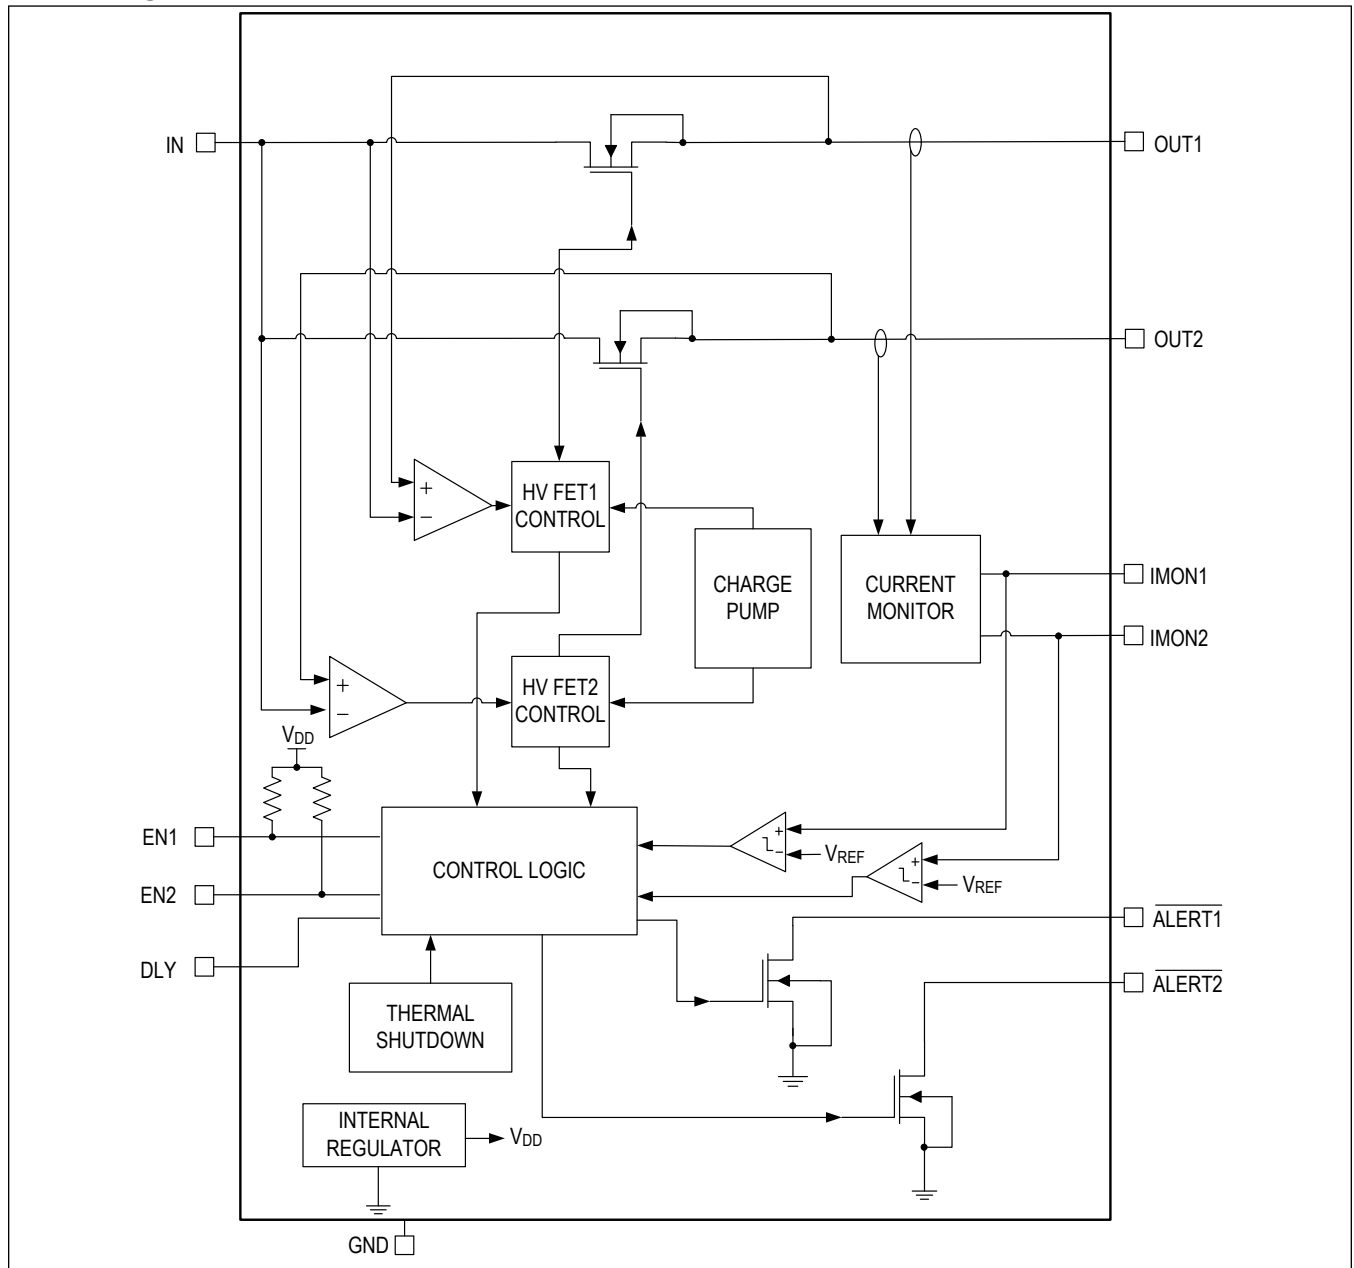 IN
OUT1
OUT2
+
−
HV FET1
CONTROL
CHARGE
PUMP
CURRENT
MONITOR
IMON1
IMON2
+
−
HV FET2
CONTROL
VDD
EN1
EN2
DLY
CONTROL LOGIC
+
−
VREF
+
−
VREF
ALERT1
ALERT2
THERMAL
SHUTDOWN
INTERNAL
REGULATOR
VDD
GND